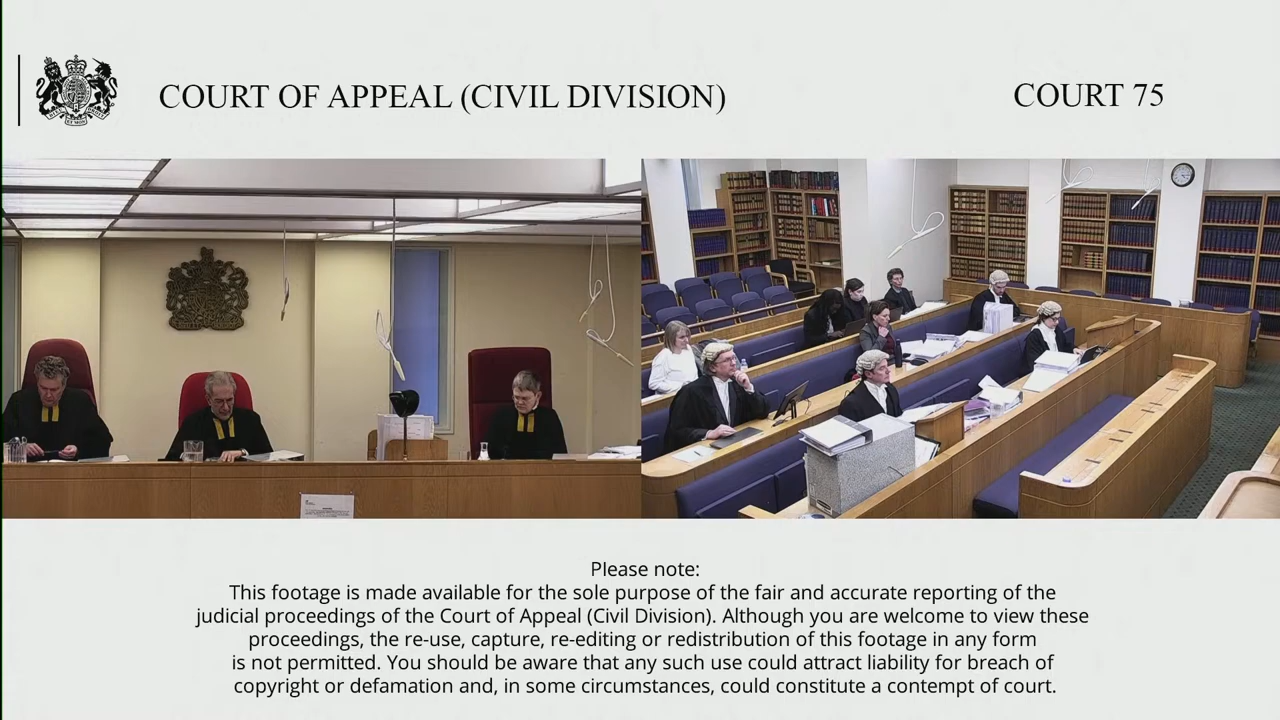 COURT OF APPEAL (CIVIL DIVISION)
COURT 75
Please note:
This footage is made available for the sole purpose of the fair and accurate reporting of the
judicial proceedings of the Court of Appeal (Civil Division). Although you are welcome to view these
proceedings, the re-use, capture, re-editing or redistribution of this footage in any form
is not permitted. You should be aware that any such use could attract liability for breach of
copyright or defamation and, in some circumstances, could constitute a contempt of court.